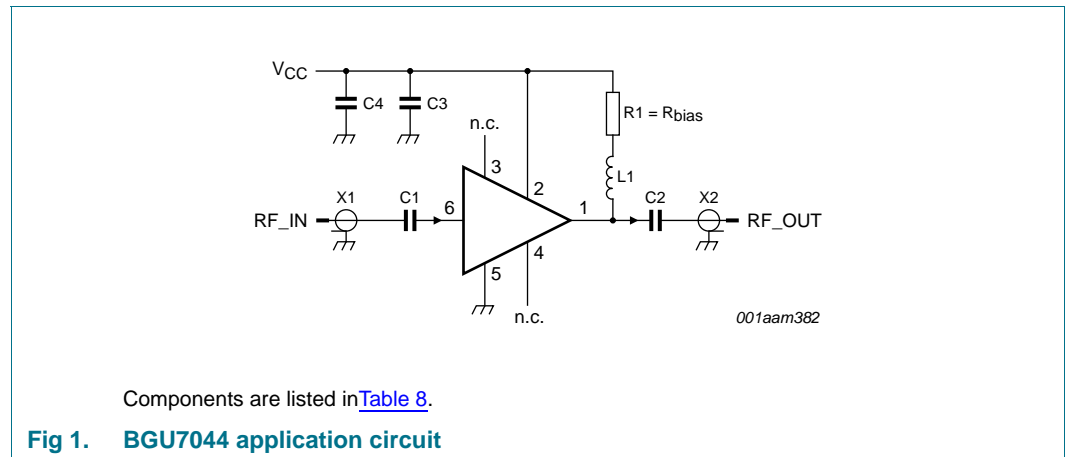 VCC
C4
C3
n.c.
R1 = Rbias
3
L1
2
X1
C1
6
1
C2
X2
RF_IN
RF_OUT
4
5
n.c.
001aam382
Components are listed inTable 8.
Fig 1. BGU7044 application circuit